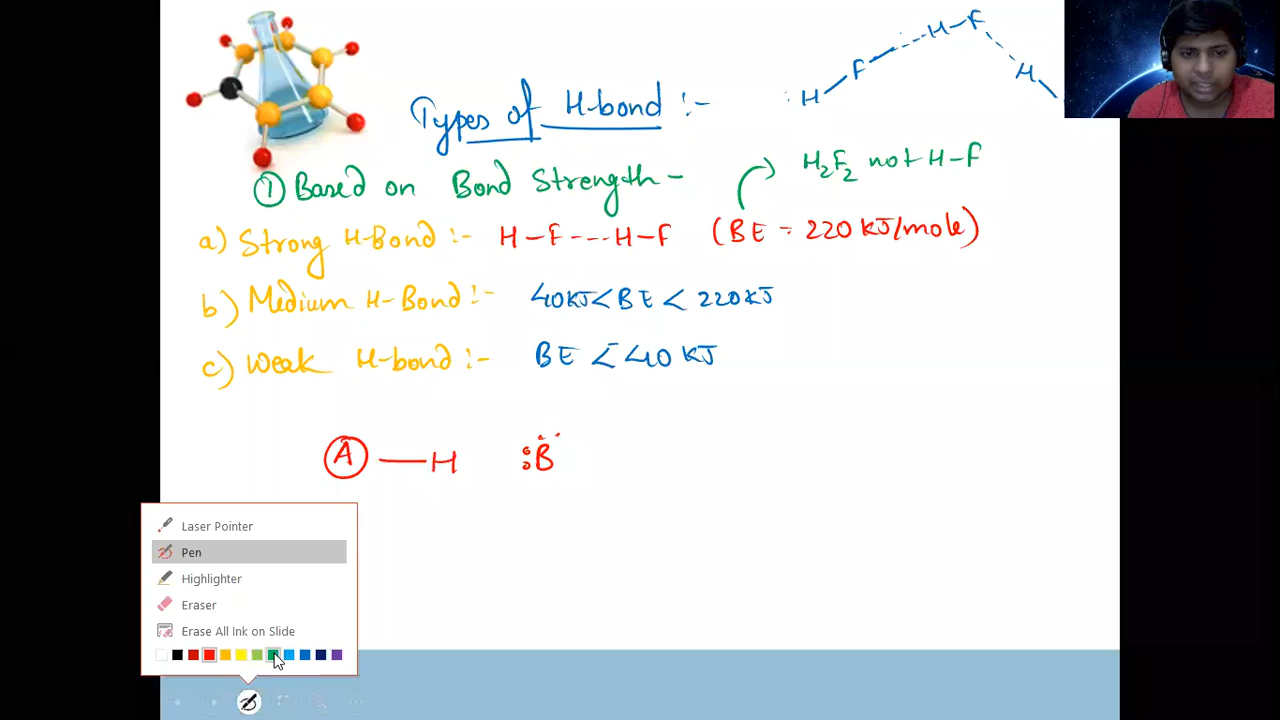 H F H F H
Types of H-bond :-
① Based on Bond Strength -
H₂F₂ not H-F
a) Strong H-Bond :- H-F---H-F (BE = 220 KJ/mole)
b) Medium H-Bond :- 40KJ < BE < 220KJ
c) Weak H-bond :- BE < 40 KJ
A — H :B
Laser Pointer
Pen
Highlighter
Eraser
Erase All Ink on Slide